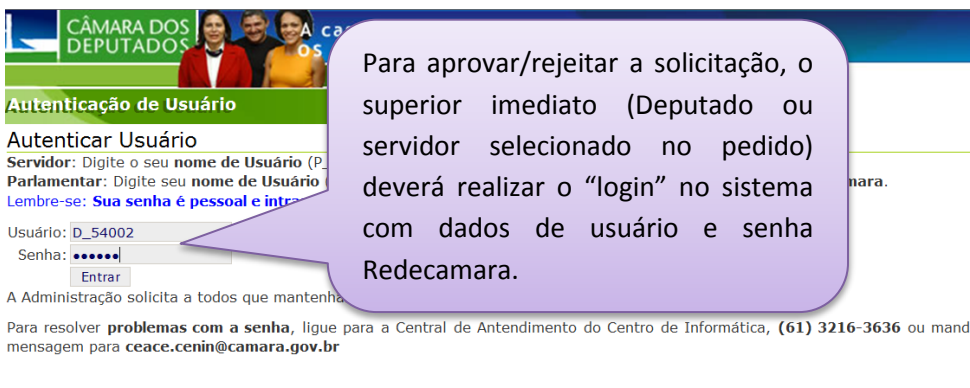 CÂMARA DOS
DEPUTADOS
A cas
os
Autenticação de Usuário
Autenticar Usuário
Servidor: Digite o seu nome de Usuário (P_
Parlamentar: Digite seu nome de Usuário ( mara.
Lembre-se: Sua senha é pessoal e intra
Usuário: D_54002
Senha: ••••••
Entrar
A Administração solicita a todos que mantenha
Para resolver problemas com a senha, ligue para a Central de Antendimento do Centro de Informática, (61) 3216-3636 ou mand
mensagem para ceace.cenin@camara.gov.br
Para aprovar/rejeitar a solicitação, o
superior imediato (Deputado ou
servidor selecionado no pedido)
deverá realizar o “login” no sistema
com dados de usuário e senha
Redecamara.